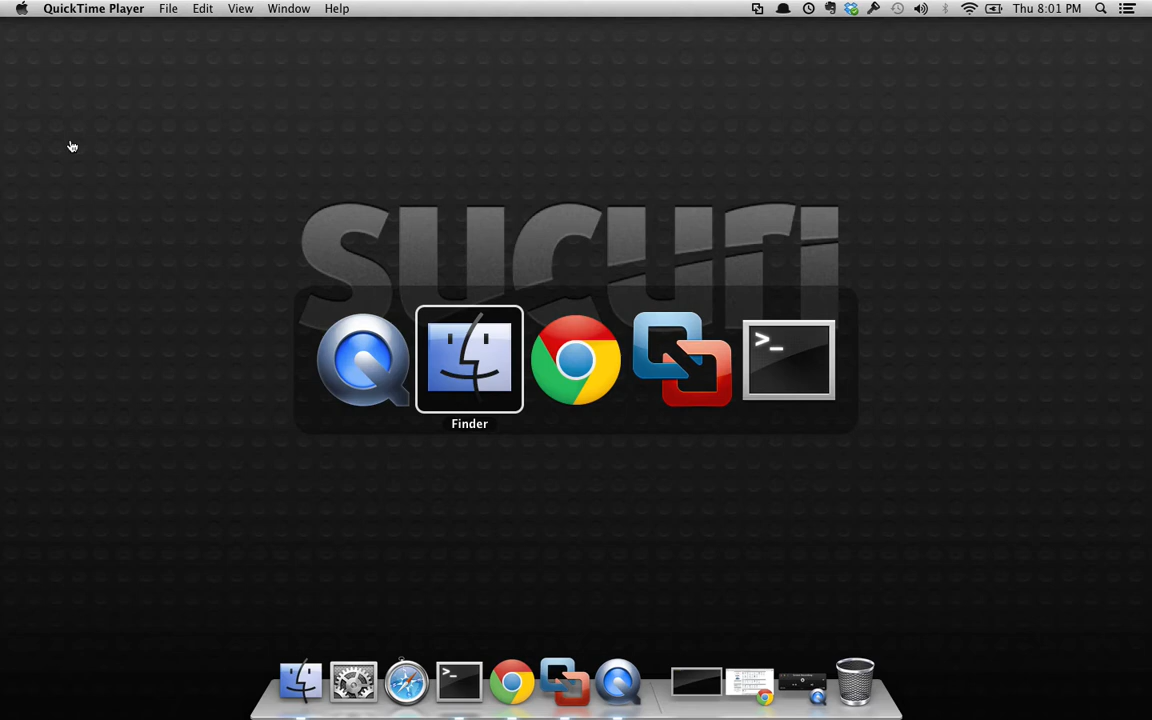 QuickTime Player File Edit View Window Help Thu 8:01 PM
sucuri
>_
Finder
>_